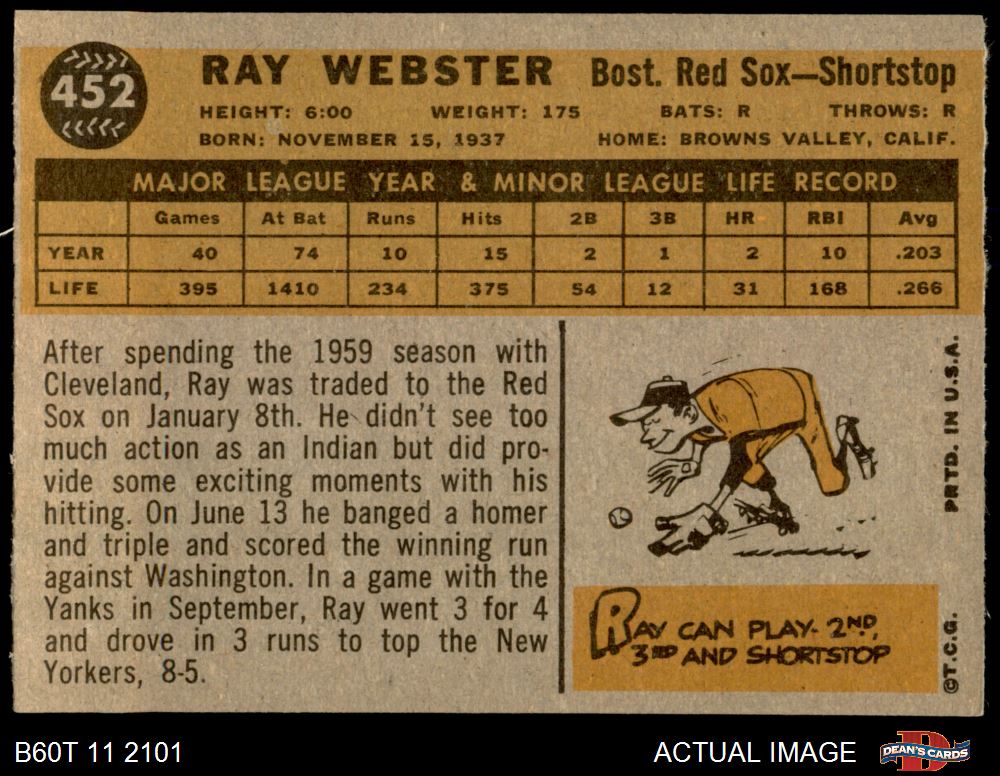 452
RAY WEBSTER Bost. Red Sox—Shortstop
HEIGHT: 6:00 WEIGHT: 175 BATS: R THROWS: R
BORN: NOVEMBER 15, 1937 HOME: BROWNS VALLEY, CALIF.
MAJOR LEAGUE YEAR & MINOR LEAGUE LIFE RECORD
Games At Bat Runs Hits 2B 3B HR RBI Avg
YEAR 40 74 10 15 2 1 2 10 .203
LIFE 395 1410 234 375 54 12 31 168 .266
After spending the 1959 season with
Cleveland, Ray was traded to the Red
Sox on January 8th. He didn't see too
much action as an Indian but did pro-
vide some exciting moments with his
hitting. On June 13 he banged a homer
and triple and scored the winning run
against Washington. In a game with the
Yanks in September, Ray went 3 for 4
and drove in 3 runs to top the New
Yorkers, 8-5.
RAY CAN PLAY- 2ND,
3RD AND SHORTSTOP
©T.C.G. PRTD. IN U.S.A.
B60T 11 2101 ACTUAL IMAGE D DEAN'S CARDS